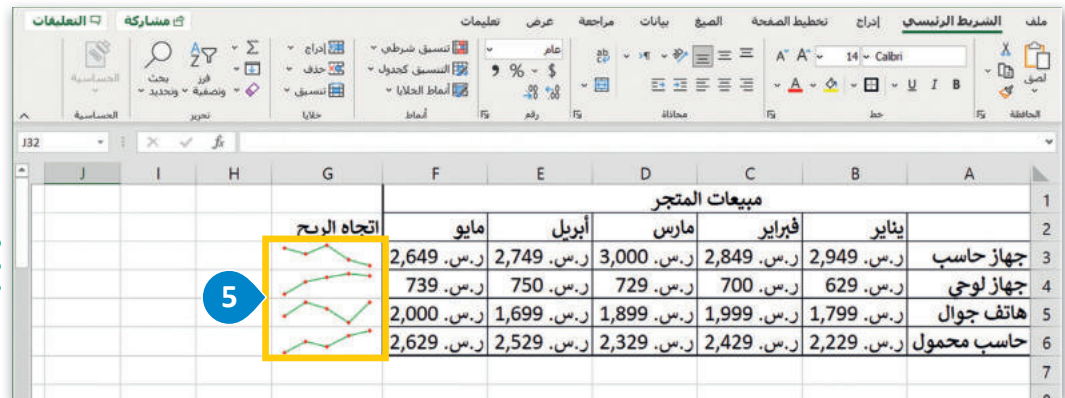 ملف الشريط الرئيسي إدراج تخطيط الصفحة الصيغ بيانات مراجعة عرض تعليمات مشاركة التعليقات
لصق Calibri 14 A A ab Σ عام تنسيق شرطي إدراج
B I U A $ % 9 التنسيق كجدول حذف فرز وتصفية بحث وتحديد الحساسية
أنماط الخلايا تنسيق
الحافظة خط محاذاة رقم أنماط خلايا تحرير الحساسية
J32 fx
A B C D E F G H I J
1 مبيعات المتجر
2 يناير فبراير مارس أبريل مايو اتجاه الربح
3 جهاز حاسب ر.س. 2,949 ر.س. 2,849 ر.س. 3,000 ر.س. 2,749 ر.س. 2,649
4 جهاز لوحي ر.س. 629 ر.س. 700 ر.س. 729 ر.س. 750 ر.س. 739
5 هاتف جوال ر.س. 1,799 ر.س. 1,999 ر.س. 1,899 ر.س. 1,699 ر.س. 2,000
6 حاسب محمول ر.س. 2,229 ر.س. 2,429 ر.س. 2,329 ر.س. 2,529 ر.س. 2,629
7
5